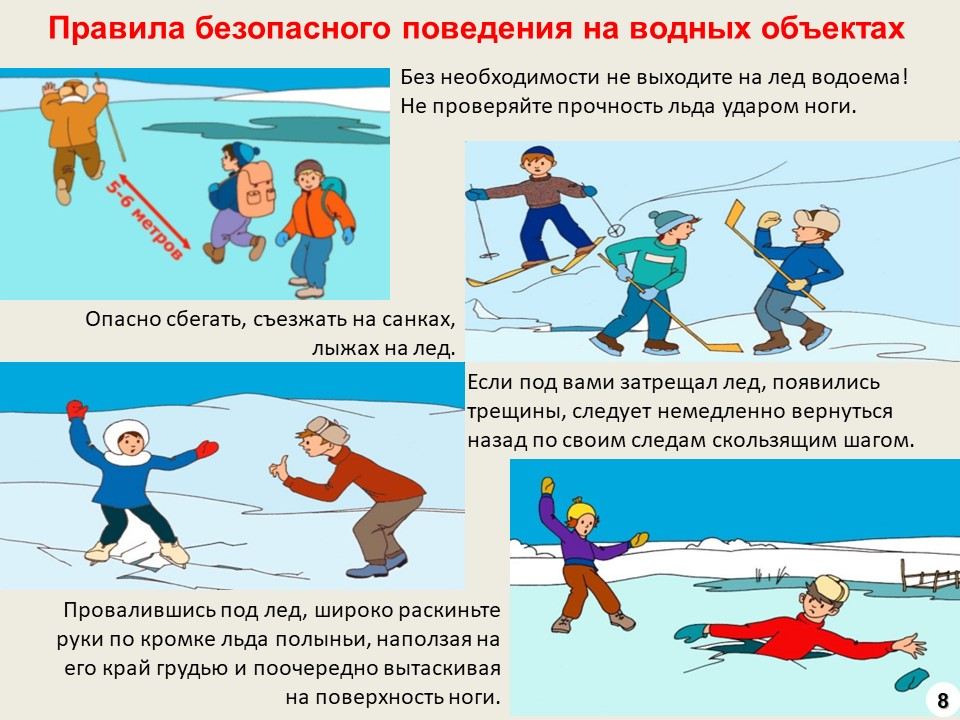 Правила безопасного поведения на водных объектах
Без необходимости не выходите на лед водоема!
Не проверяйте прочность льда ударом ноги.
5-6 метров
Опасно сбегать, съезжать на санках,
лыжах на лед.
Если под вами затрещал лед, появились
трещины, следует немедленно вернуться
назад по своим следам скользящим шагом.
Провалившись под лед, широко раскиньте
руки по кромке льда полыньи, наползая на
его край грудью и поочередно вытаскивая
на поверхность ноги.
8